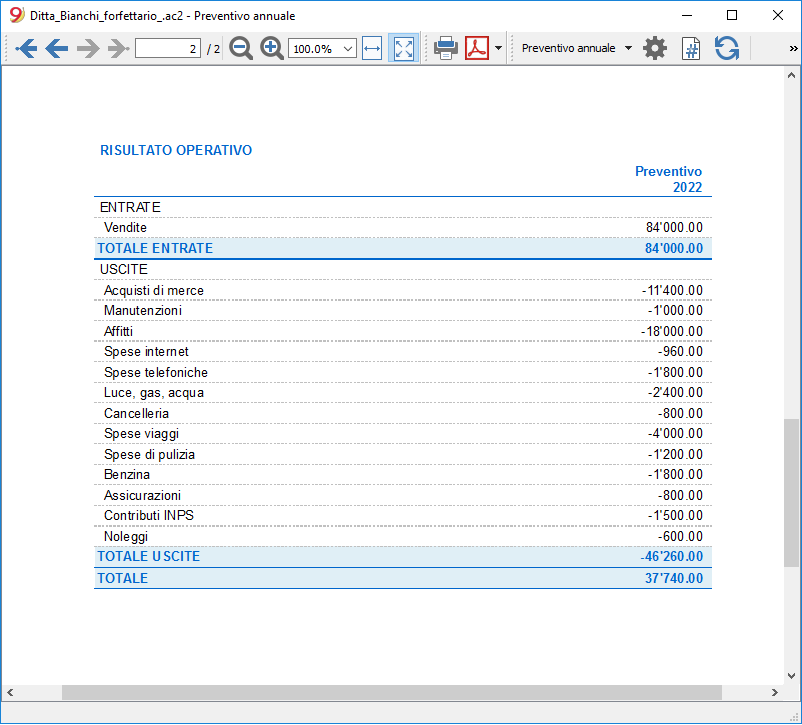 Ditta_Bianchi_forfettario_.ac2 - Preventivo annuale
2 / 2 100.0% Preventivo annuale »
RISULTATO OPERATIVO
Preventivo
2022
ENTRATE
Vendite 84'000.00
TOTALE ENTRATE 84'000.00
USCITE
Acquisti di merce -11'400.00
Manutenzioni -1'000.00
Affitti -18'000.00
Spese internet -960.00
Spese telefoniche -1'800.00
Luce, gas, acqua -2'400.00
Cancelleria -800.00
Spese viaggi -4'000.00
Spese di pulizia -1'200.00
Benzina -1'800.00
Assicurazioni -800.00
Contributi INPS -1'500.00
Noleggi -600.00
TOTALE USCITE -46'260.00
TOTALE 37'740.00